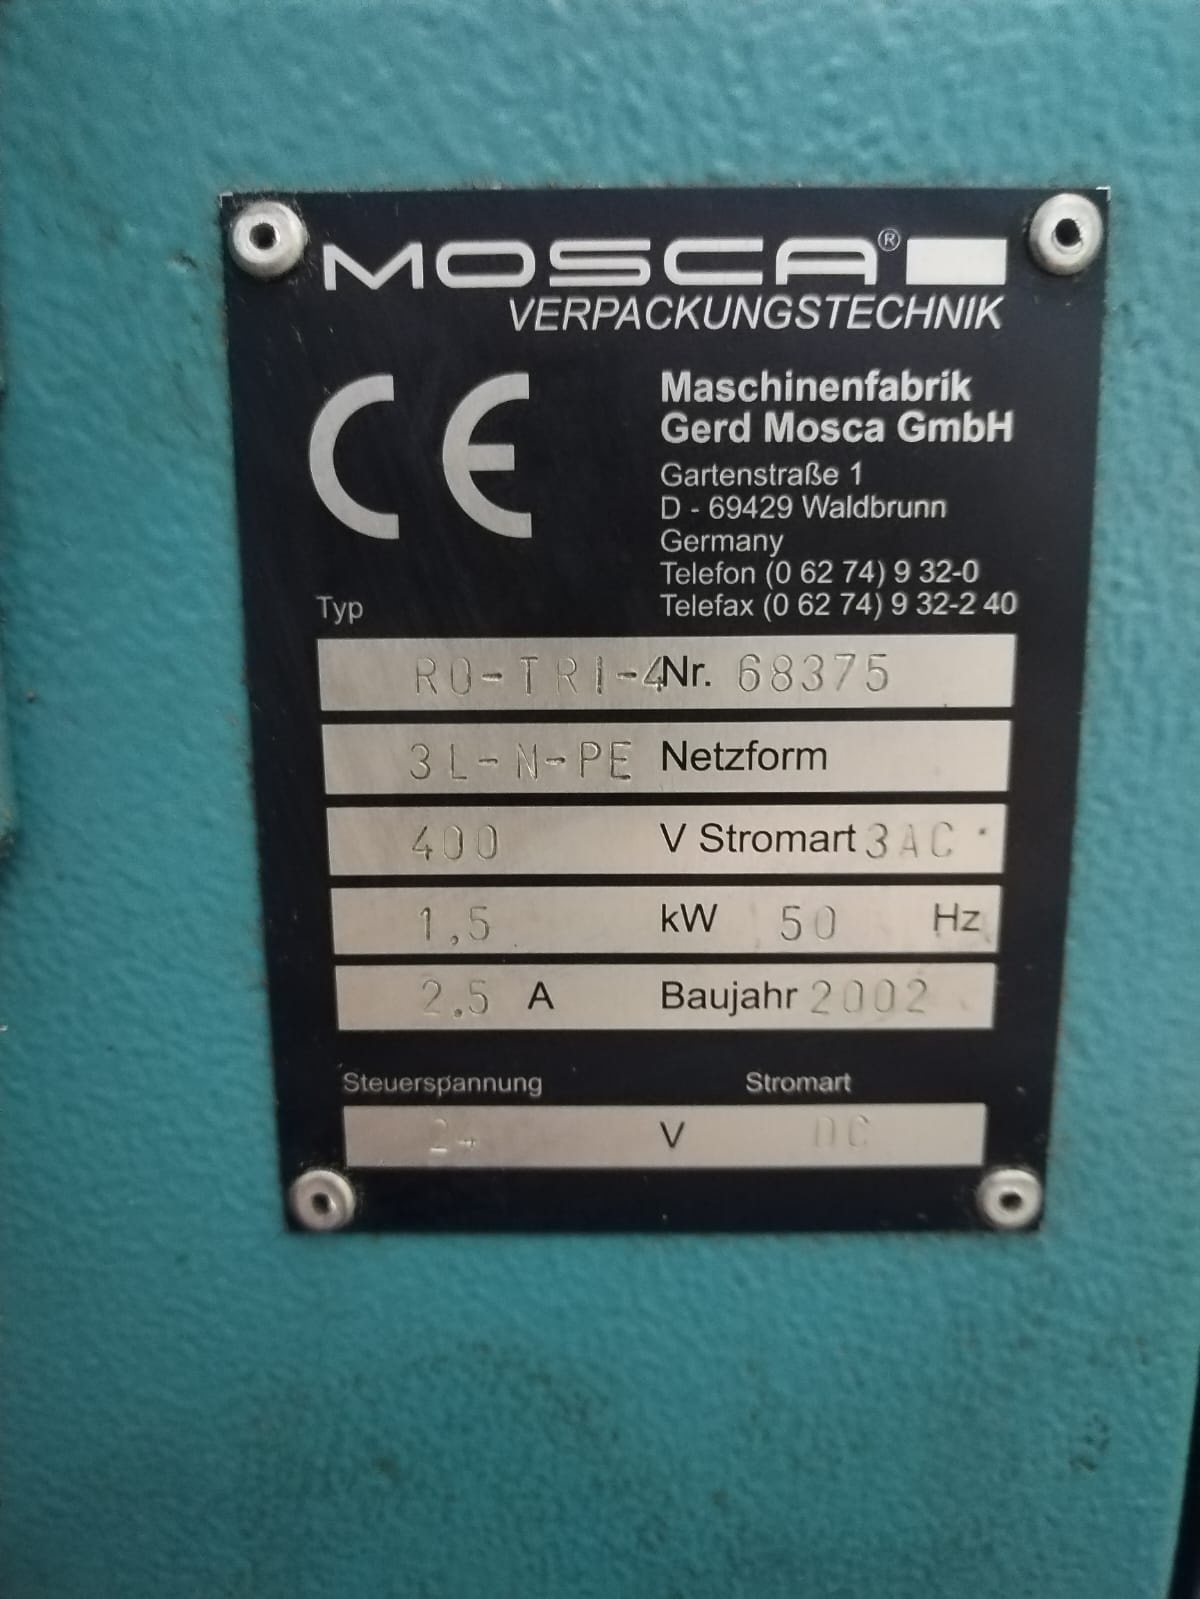 MOSCA®
VERPACKUNGSTECHNIK
CE
Maschinenfabrik
Gerd Mosca GmbH
Gartenstraße 1
D - 69429 Waldbrunn
Germany
Telefon (0 62 74) 9 32-0
Telefax (0 62 74) 9 32-2 40
Typ
RO-TRI-4 Nr. 68375
3L-N-PE Netzform
400 V Stromart 3AC
1,5 kW 50 Hz
2.5 A Baujahr 2002
Steuerspannung Stromart
24 V DC